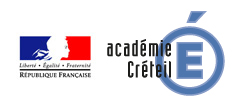 Liberté • Égalité • Fraternité
RÉPUBLIQUE FRANÇAISE
académie
Créteil
É